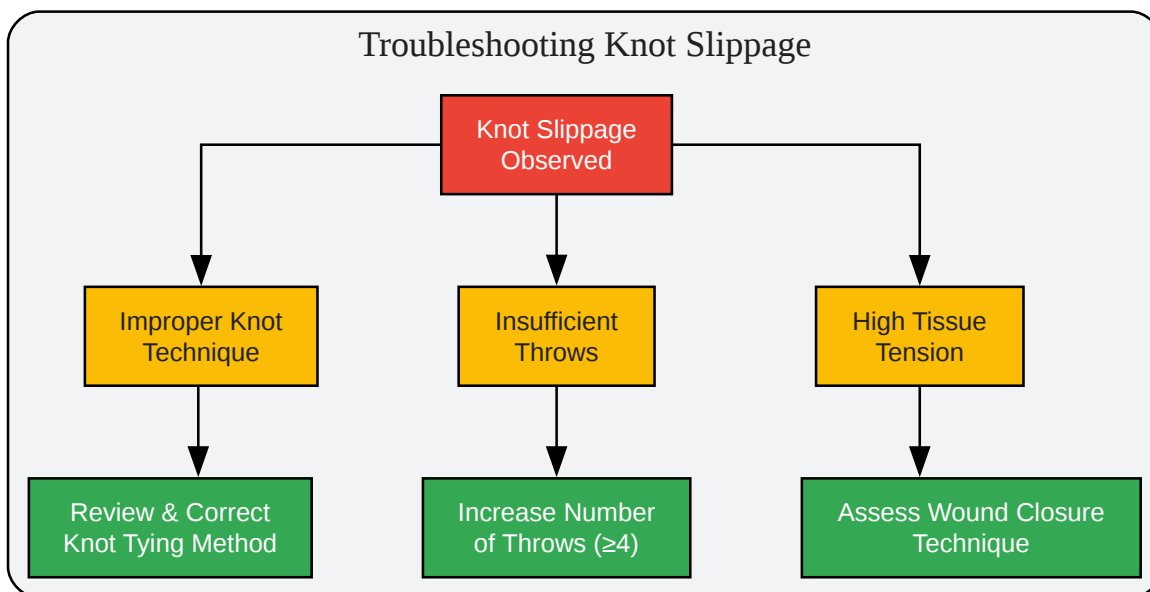 Troubleshooting Knot Slippage
Knot Slippage
Observed
Improper Knot
Technique
Insufficient
Throws
High Tissue
Tension
Review & Correct
Knot Tying Method
Increase Number
of Throws (≥4)
Assess Wound Closure
Technique